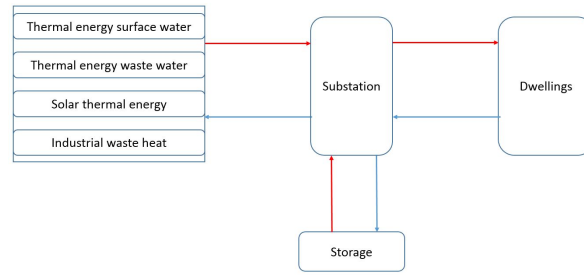 Thermal energy surface water
Thermal energy waste water
Solar thermal energy
Industrial waste heat
Substation
Dwellings
Storage